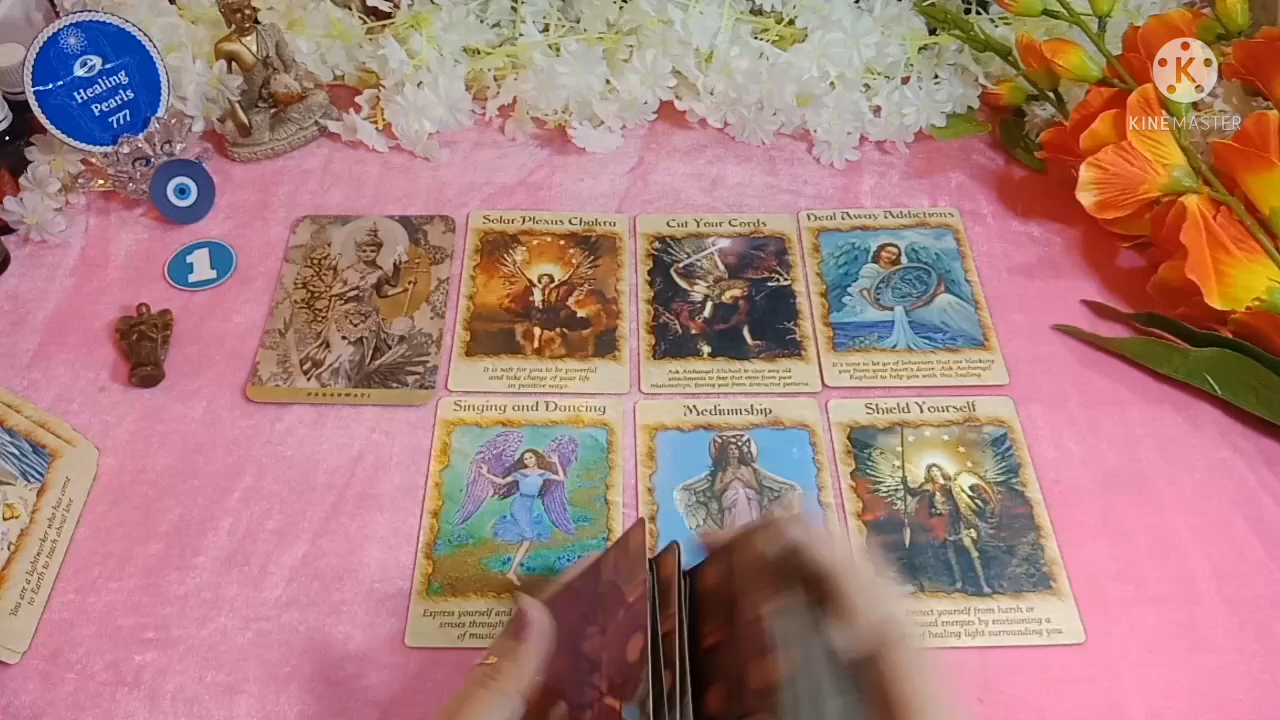 Healing
Pearls
777
KINEMASTER
1
SARASWATI
Solar-Plexus Chakra
It is safe for you to be powerful
and take charge of your life
in positive ways.
Cut Your Cords
Ask Archangel Michael to clear any old
attachments to fear that stem from past
relationships, freeing you from destructive patterns.
Heal Away Addictions
It's time to let go of behaviors that are blocking
you from your heart's desire. Ask Archangel
Raphael to help you with this healing.
Singing and Dancing
Express yourself and
senses through
of music
Mediumship
Shield Yourself
protect yourself from harsh or
energies by envisioning a
of healing light surrounding you
You are a lightworker who has come
to Earth to teach about love